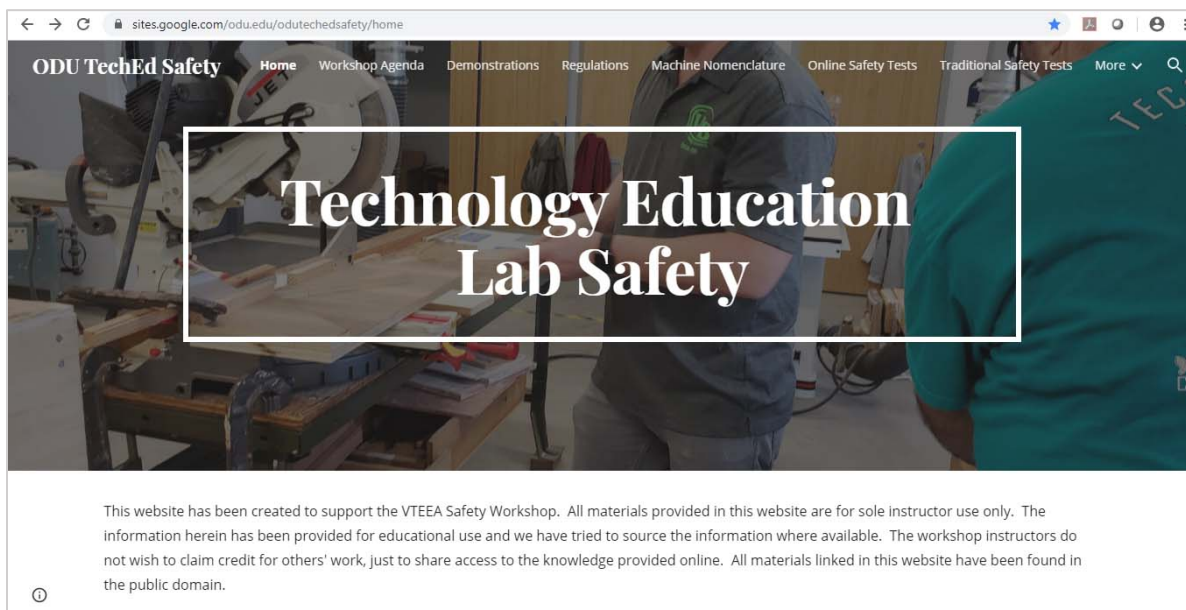 sites.google.com/odu.edu/odutechedsafety/home
ODU TechEd Safety Home Workshop Agenda Demonstrations Regulations Machine Nomenclature Online Safety Tests Traditional Safety Tests More
JET
TEC
Technology Education
Lab Safety
This website has been created to support the VTEEA Safety Workshop. All materials provided in this website are for sole instructor use only. The
information herein has been provided for educational use and we have tried to source the information where available. The workshop instructors do
not wish to claim credit for others' work, just to share access to the knowledge provided online. All materials linked in this website have been found in
the public domain.